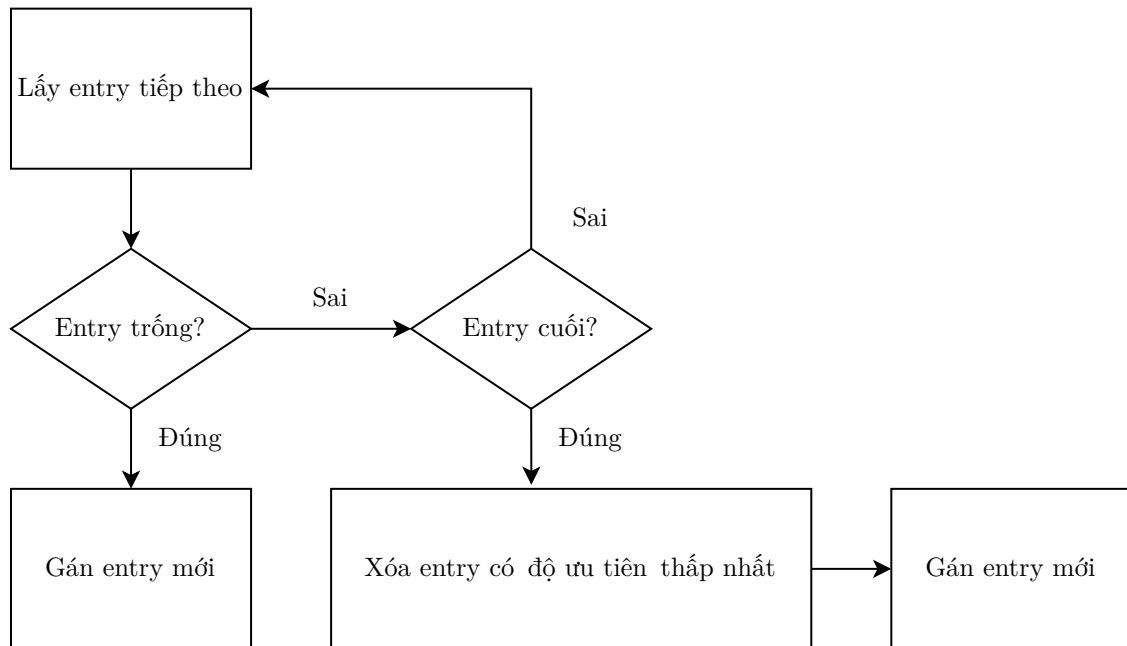 Lấy entry tiếp theo
Sai
Sai
Entry trống?
Entry cuối?
Đúng
Đúng
Gán entry mới
Xóa entry có độ ưu tiên thấp nhất
Gán entry mới